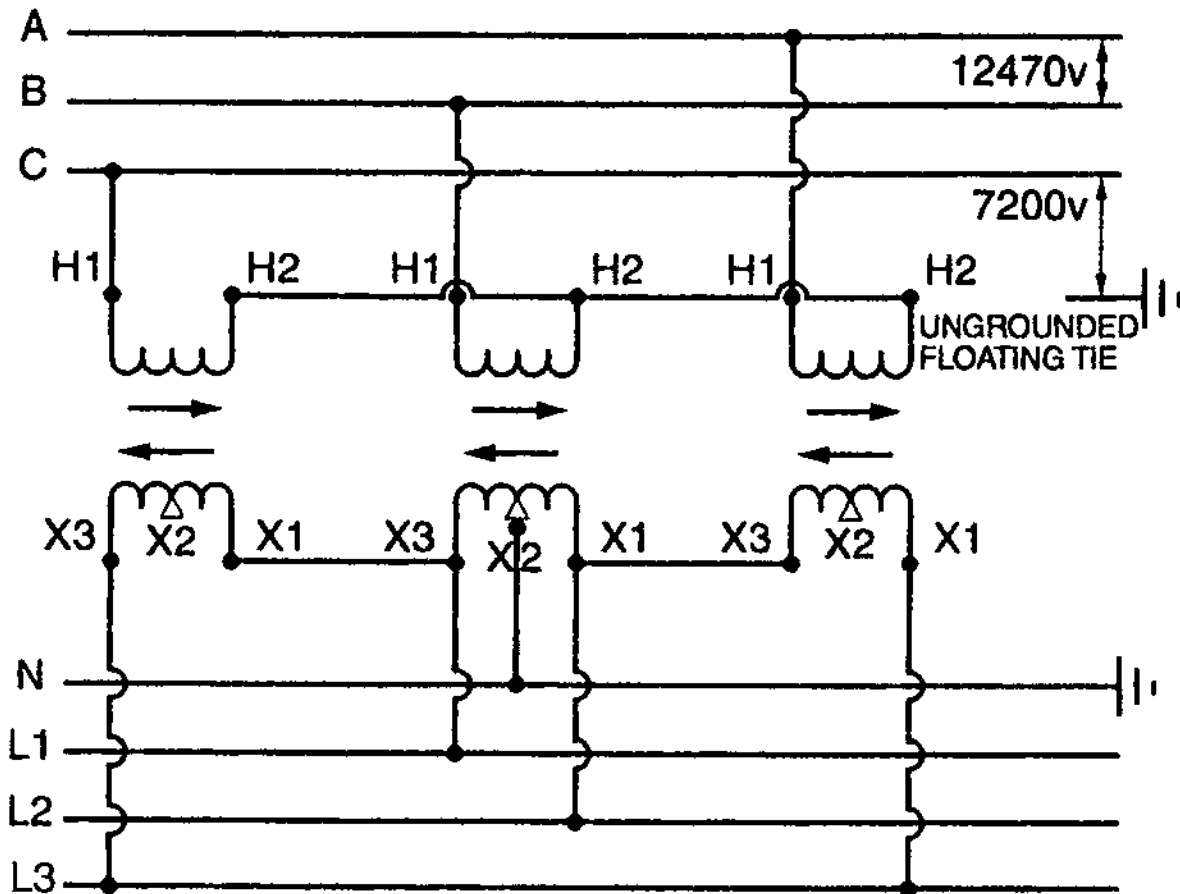 A
12470v
B
C
7200v
H1 H2 H1 H2 H1 H2
UNGROUNDED
FLOATING TIE
X3 X2 X1 X3 X2 X1 X3 X2 X1
N
L1
L2
L3